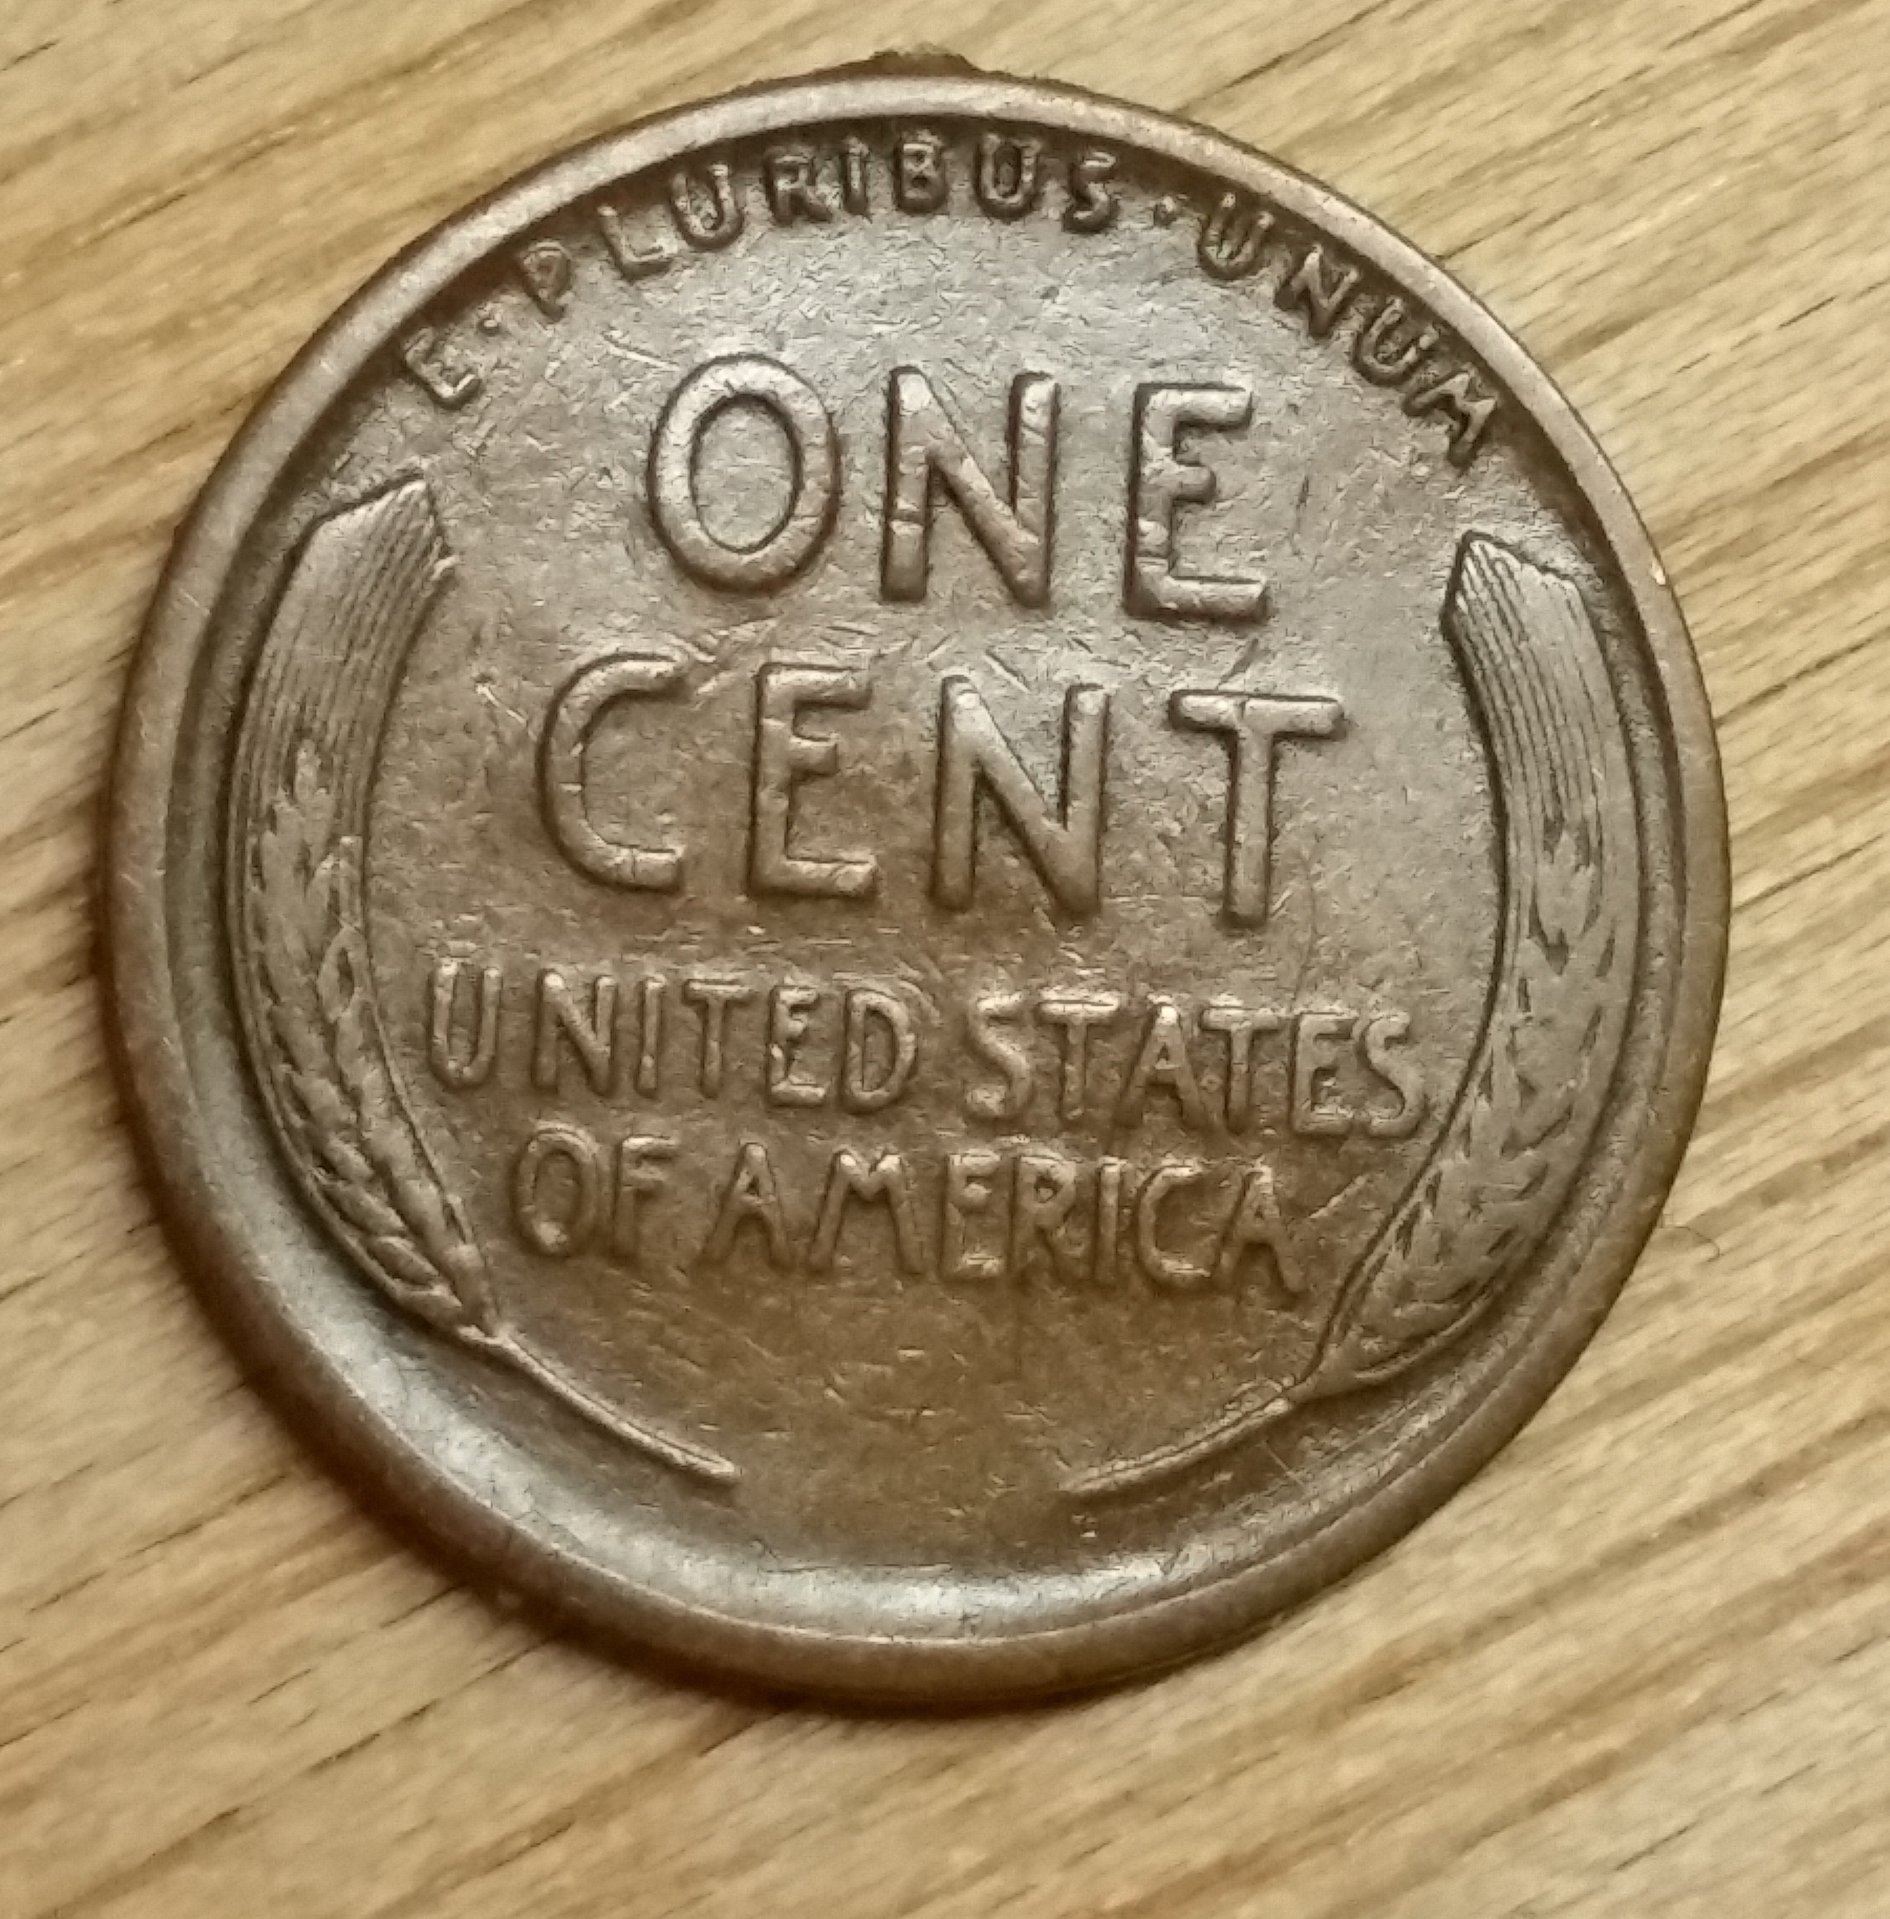 E·PLURIBUS·UNUM
ONE
CENT
UNITED STATES
OF AMERICA